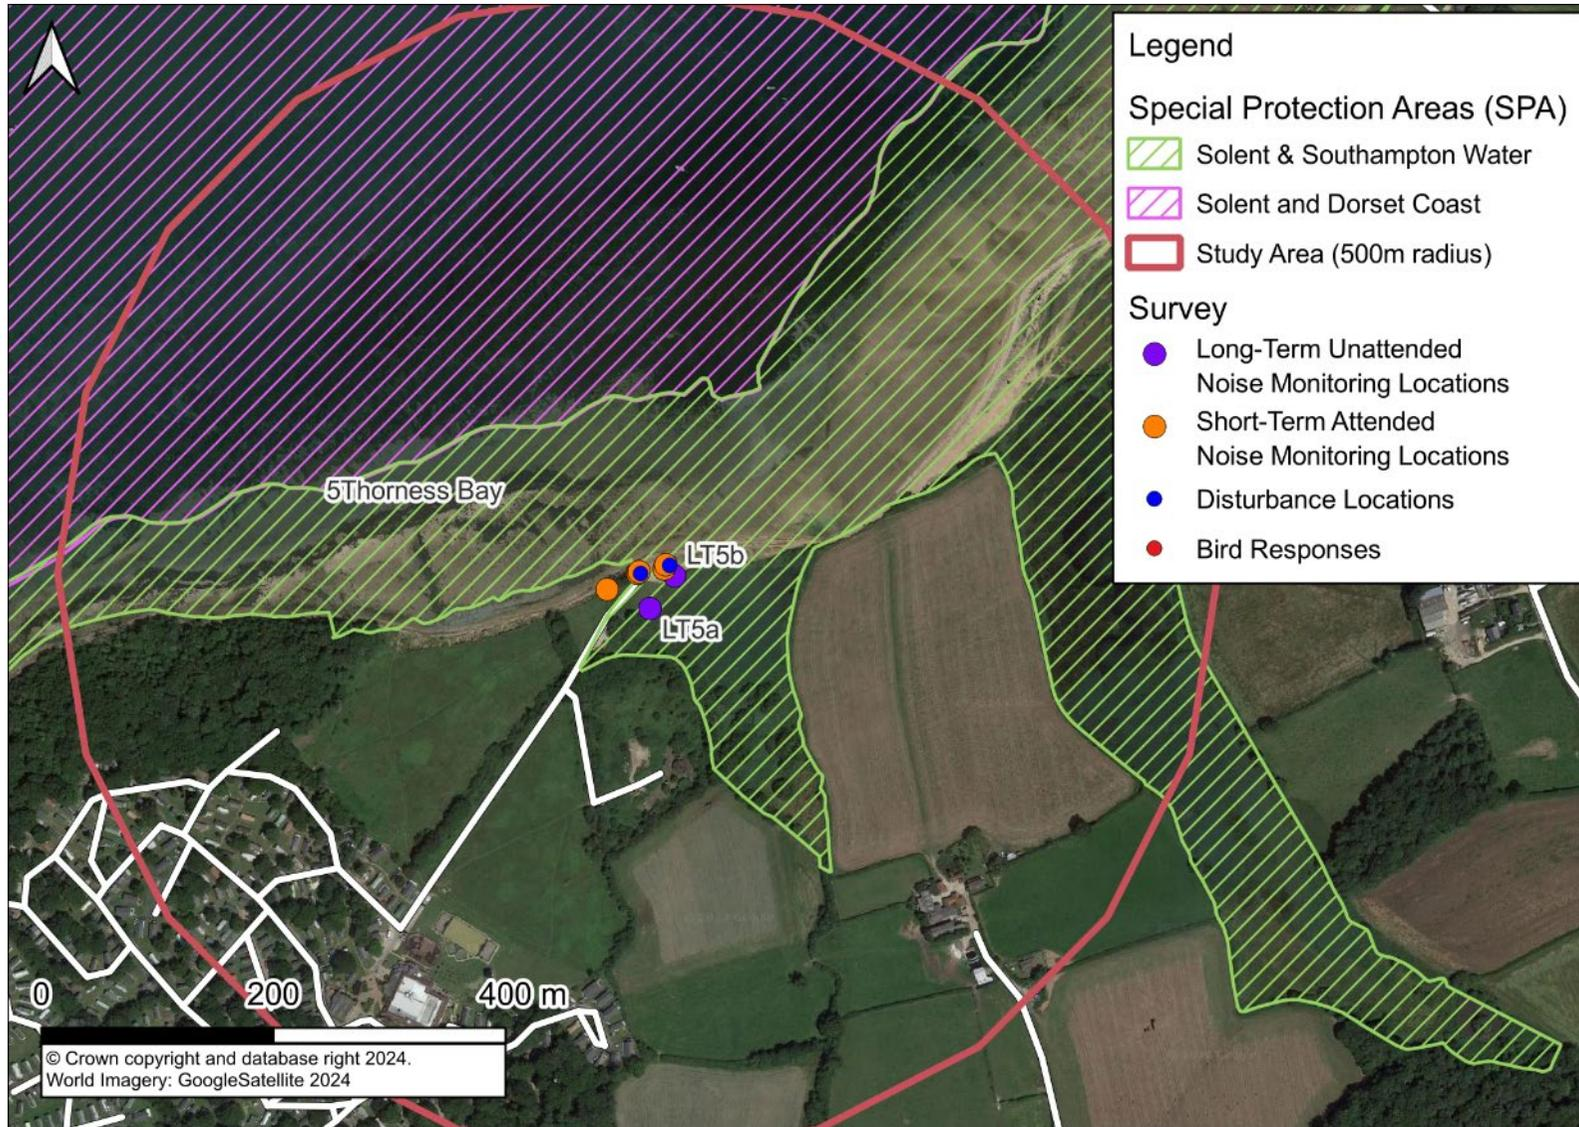 Legend
Special Protection Areas (SPA)
Solent & Southampton Water
Solent and Dorset Coast
Study Area (500m radius)
Survey
Long-Term Unattended
Noise Monitoring Locations
Short-Term Attended
Noise Monitoring Locations
Disturbance Locations
Bird Responses
5Thorness Bay
LT5b
LT5a
0 200 400 m
© Crown copyright and database right 2024.
World Imagery: GoogleSatellite 2024